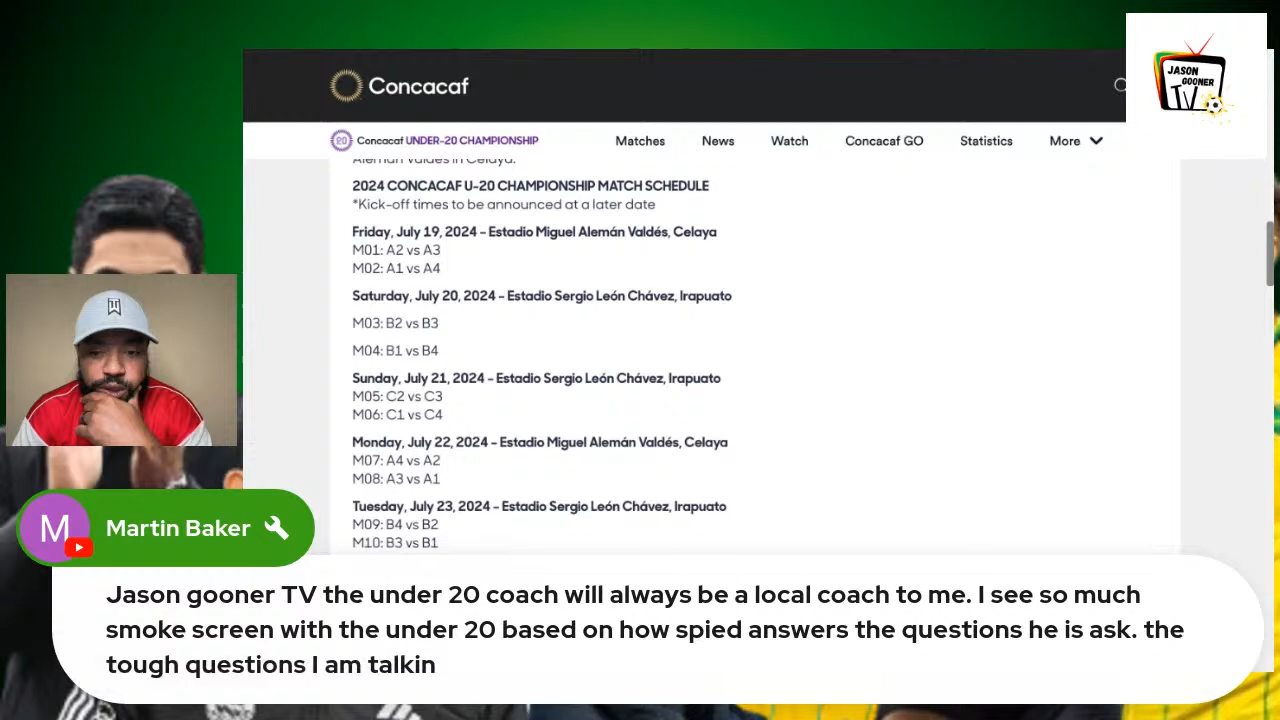 JASON
GOONER
TV
Concacaf
20 Concacaf UNDER-20 CHAMPIONSHIP
Matches
News
Watch
Concacaf GO
Statistics
More
Alemán Valdés in Celaya.
2024 CONCACAF U-20 CHAMPIONSHIP MATCH SCHEDULE
*Kick-off times to be announced at a later date
Friday, July 19, 2024 – Estadio Miguel Alemán Valdés, Celaya
M01: A2 vs A3
M02: A1 vs A4
Saturday, July 20, 2024 – Estadio Sergio León Chávez, Irapuato
M03: B2 vs B3
M04: B1 vs B4
Sunday, July 21, 2024 – Estadio Sergio León Chávez, Irapuato
M05: C2 vs C3
M06: C1 vs C4
Monday, July 22, 2024 – Estadio Miguel Alemán Valdés, Celaya
M07: A4 vs A2
M08: A3 vs A1
Tuesday, July 23, 2024 – Estadio Sergio León Chávez, Irapuato
M09: B4 vs B2
M10: B3 vs B1
M Martin Baker
Jason gooner TV the under 20 coach will always be a local coach to me. I see so much
smoke screen with the under 20 based on how spied answers the questions he is ask. the
tough questions I am talkin